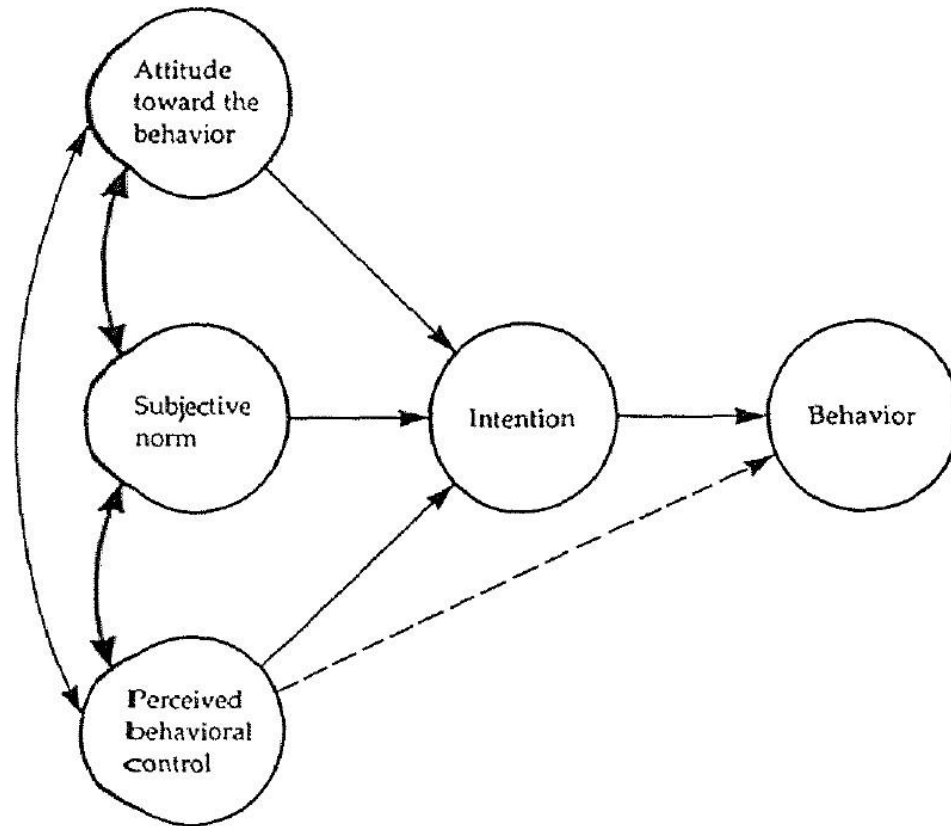 Attitude
toward the
behavior
Subjective
norm
Intention
Behavior
Perceived
behavioral
control